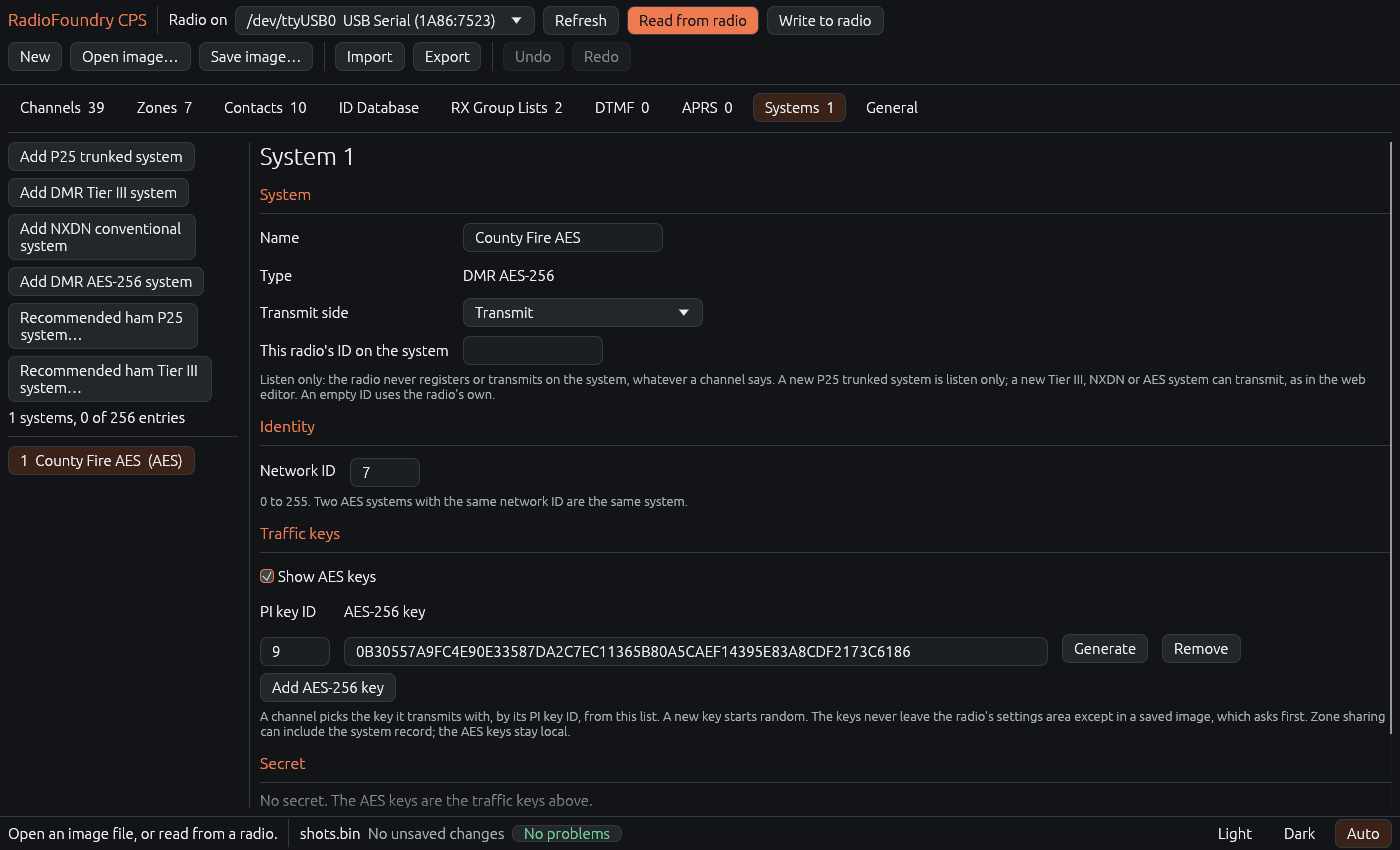 RadioFoundry CPS Radio on /dev/ttyUSB0 USB Serial (1A86:7523) Refresh Read from radio Write to radio
New Open image... Save image... Import Export Undo Redo
Channels 39 Zones 7 Contacts 10 ID Database RX Group Lists 2 DTMF 0 APRS 0 Systems 1 General
Add P25 trunked system
Add DMR Tier III system
Add NXDN conventional
system
Add DMR AES-256 system
Recommended ham P25
system...
Recommended ham Tier III
system...
1 systems, 0 of 256 entries
1 County Fire AES (AES)
System 1
System
Name County Fire AES
Type DMR AES-256
Transmit side Transmit
This radio's ID on the system
Listen only: the radio never registers or transmits on the system, whatever a channel says. A new P25 trunked system is listen only; a new Tier III, NXDN or AES system can transmit, as in the web
editor. An empty ID uses the radio's own.
Identity
Network ID 7
0 to 255. Two AES systems with the same network ID are the same system.
Traffic keys
Show AES keys
PI key ID AES-256 key
9 0B30557A9FC4E90E33587DA2C7EC11365B80A5CAEF14395E83A8CDF2173C6186 Generate Remove
Add AES-256 key
A channel picks the key it transmits with, by its PI key ID, from this list. A new key starts random. The keys never leave the radio's settings area except in a saved image, which asks first. Zone sharing
can include the system record; the AES keys stay local.
Secret
No secret. The AES keys are the traffic keys above.
Open an image file, or read from a radio. shots.bin No unsaved changes No problems Light Dark Auto